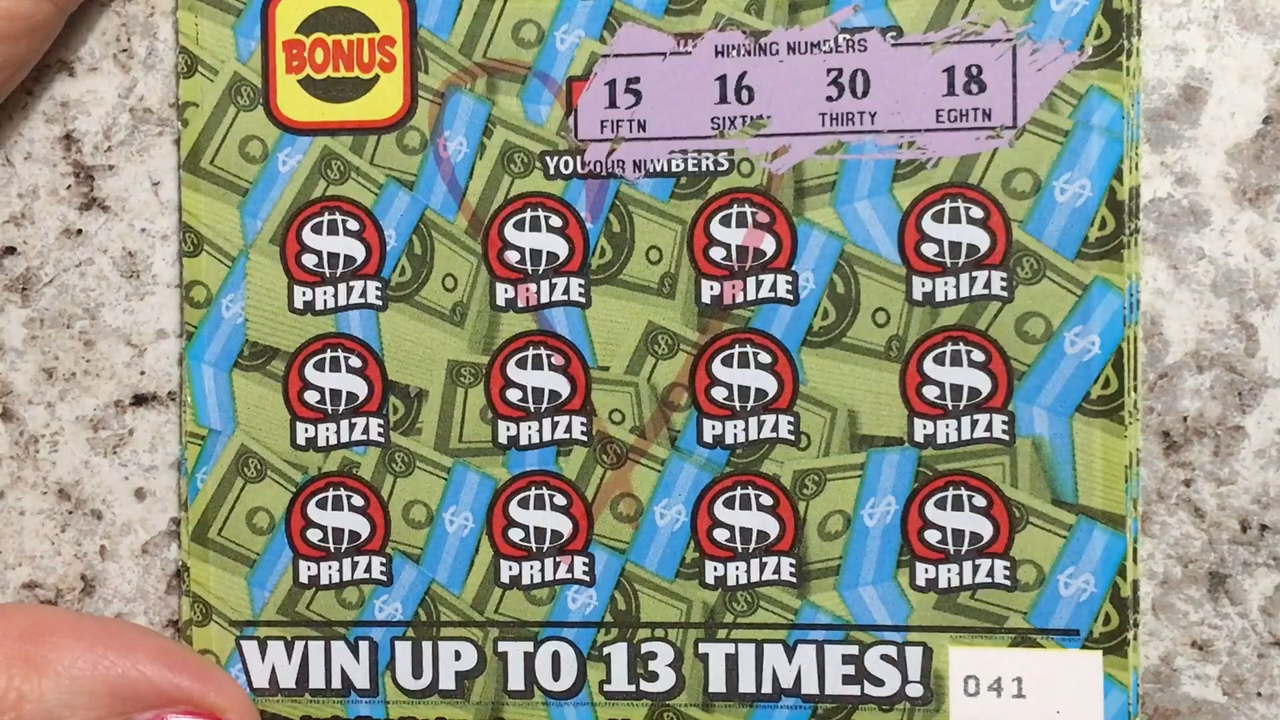 BONUS
WINNING NUMBERS
15 16 30 18
FIFTN SIXTN THIRTY EGHTN
YOUR NUMBERS
PRIZE PRIZE PRIZE PRIZE
PRIZE PRIZE PRIZE PRIZE
PRIZE PRIZE PRIZE PRIZE
WIN UP TO 13 TIMES!
041